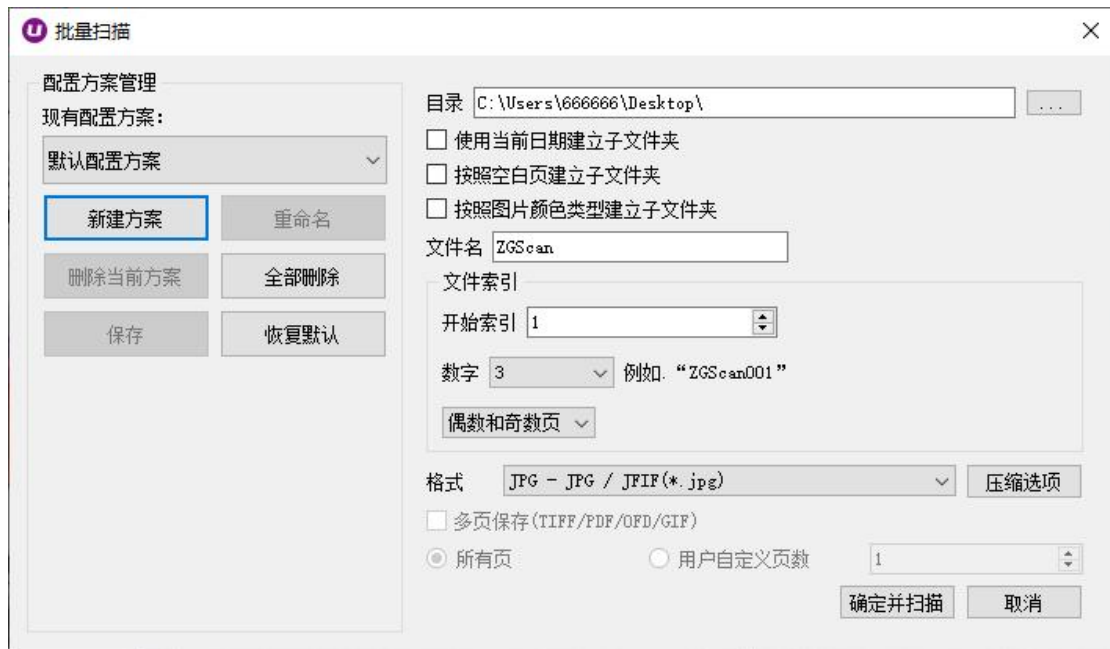 批量扫描
配置方案管理
现有配置方案:
默认配置方案
新建方案 重命名
删除当前方案 全部删除
保存 恢复默认
目录 C:\Users\666666\Desktop\ ...
使用当前日期建立子文件夹
按照空白页建立子文件夹
按照图片颜色类型建立子文件夹
文件名 ZGScan
文件索引
开始索引 1
数字 3 例如.“ZGScan001”
偶数和奇数页
格式 JPG - JPG / JFIF(*.jpg) 压缩选项
多页保存(TIFF/PDF/OFD/GIF)
所有页 用户自定义页数 1
确定并扫描 取消